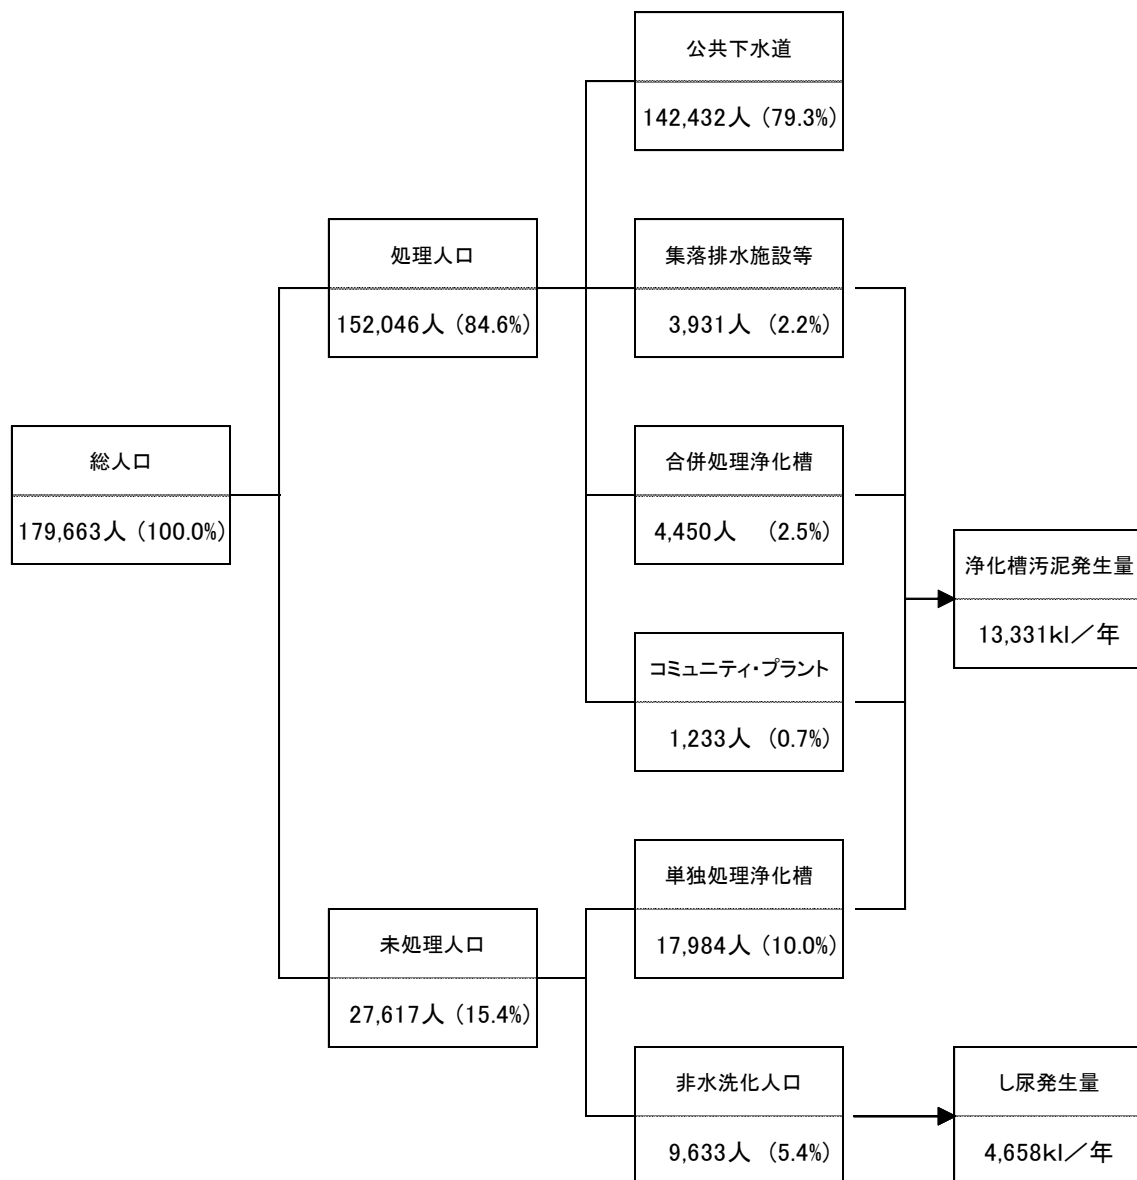 公共下水道
142,432人 (79.3%)
処理人口
152,046人 (84.6%)
集落排水施設等
3,931人 (2.2%)
総人口
179,663人 (100.0%)
合併処理浄化槽
4,450人 (2.5%)
浄化槽汚泥発生量
13,331kl／年
コミュニティ・プラント
1,233人 (0.7%)
単独処理浄化槽
17,984人 (10.0%)
未処理人口
27,617人 (15.4%)
非水洗化人口
9,633人 (5.4%)
し尿発生量
4,658kl／年